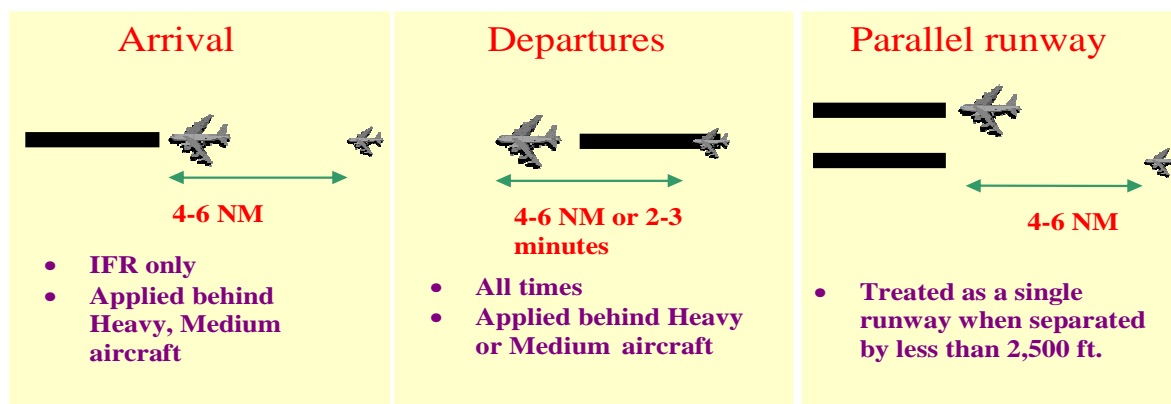 Arrival
4-6 NM
• IFR only
• Applied behind
Heavy, Medium
aircraft
Departures
4-6 NM or 2-3
minutes
• All times
• Applied behind Heavy
or Medium aircraft
Parallel runway
4-6 NM
• Treated as a single
runway when separated
by less than 2,500 ft.